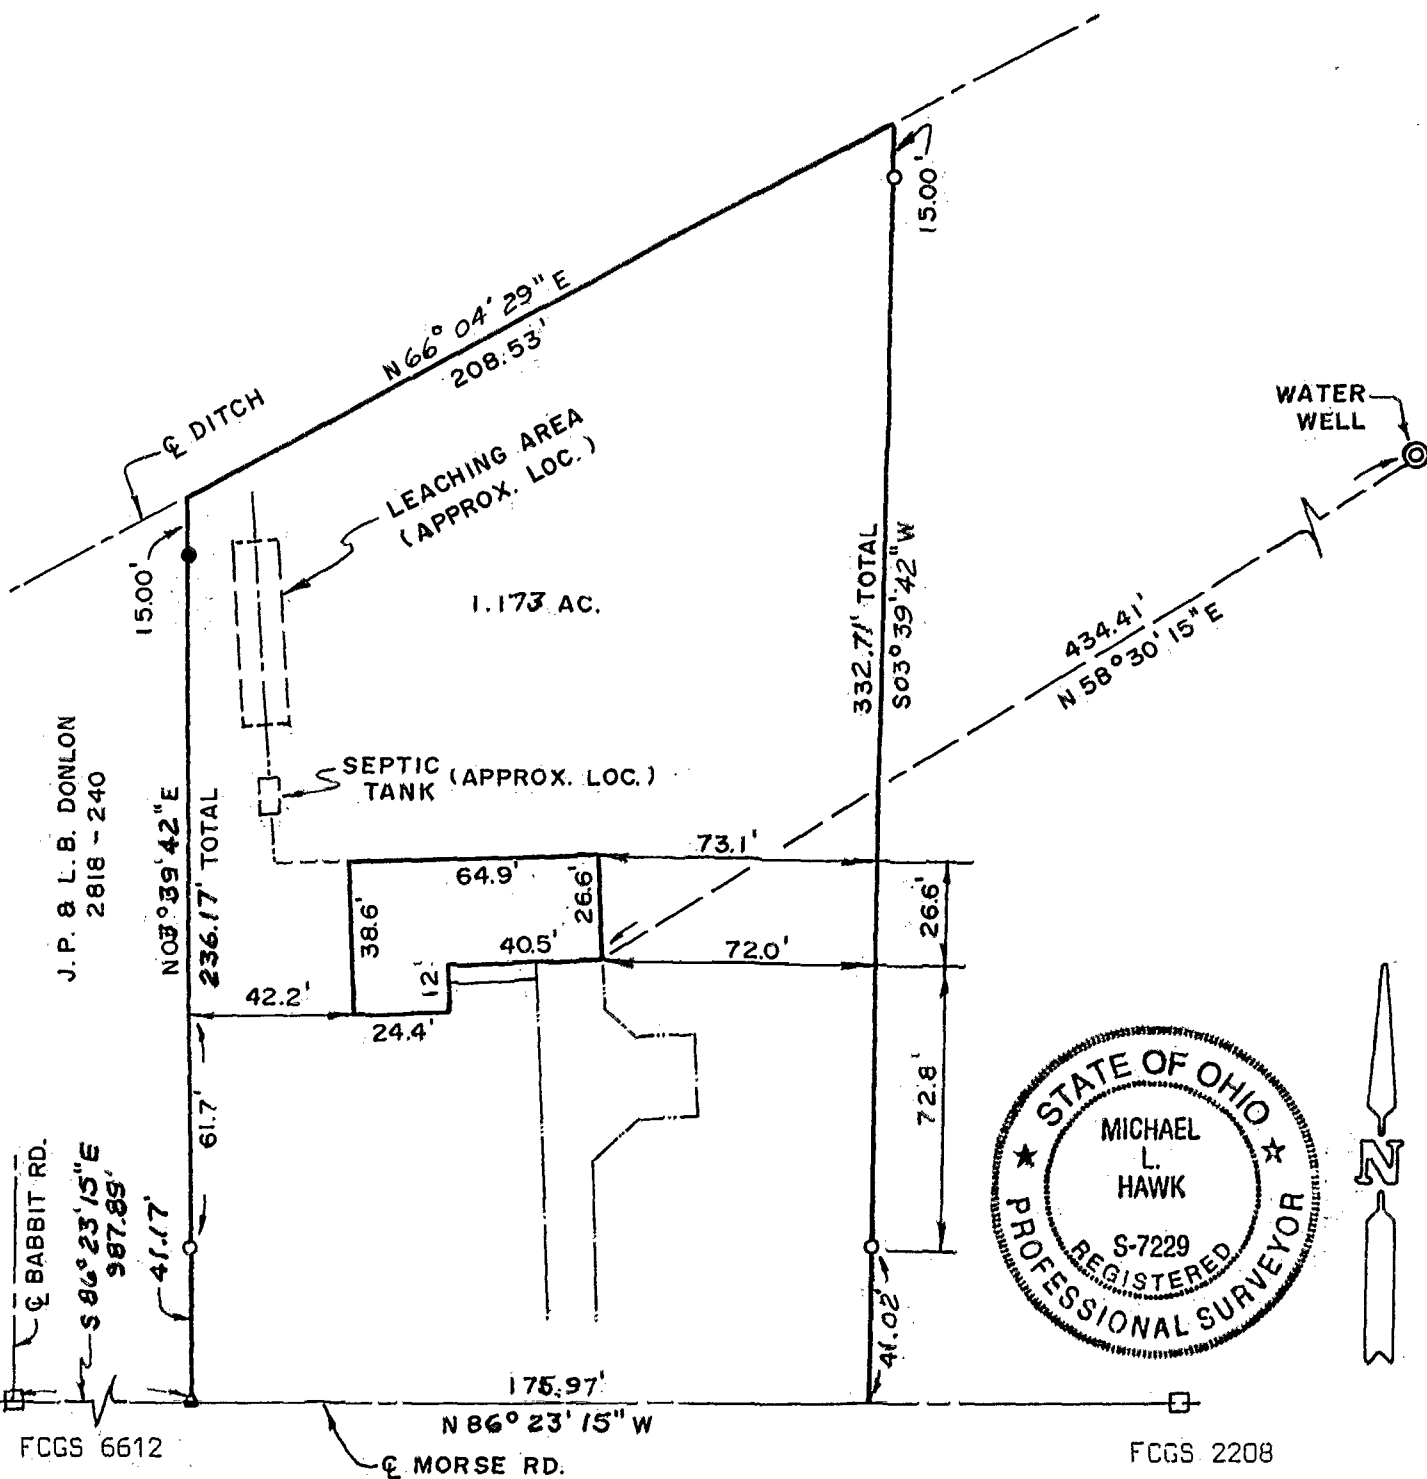 15.00'
N 66° 04' 29" E
208.53'
℄ DITCH
LEACHING AREA
(APPROX. LOC.)
WATER
WELL
15.00'
1.173 AC.
332.71' TOTAL
S03° 39' 42" W
434.41'
N 58° 30' 15" E
J.P. & L.B. DONLON
2818 - 240
N03° 39' 42" E
236.17' TOTAL
SEPTIC
TANK
(APPROX. LOC.)
73.1'
64.9'
26.6'
38.6'
26.6'
40.5'
72.0'
12'
42.2'
24.4'
72.8'
61.7'
STATE OF OHIO
MICHAEL
L.
HAWK
S-7229
REGISTERED
PROFESSIONAL SURVEYOR
N
℄ BABBIT RD.
S 86° 23' 15" E
987.89'
41.17'
41.02'
175.97'
N 86° 23' 15" W
FCGS 6612
℄ MORSE RD.
FCGS 2208